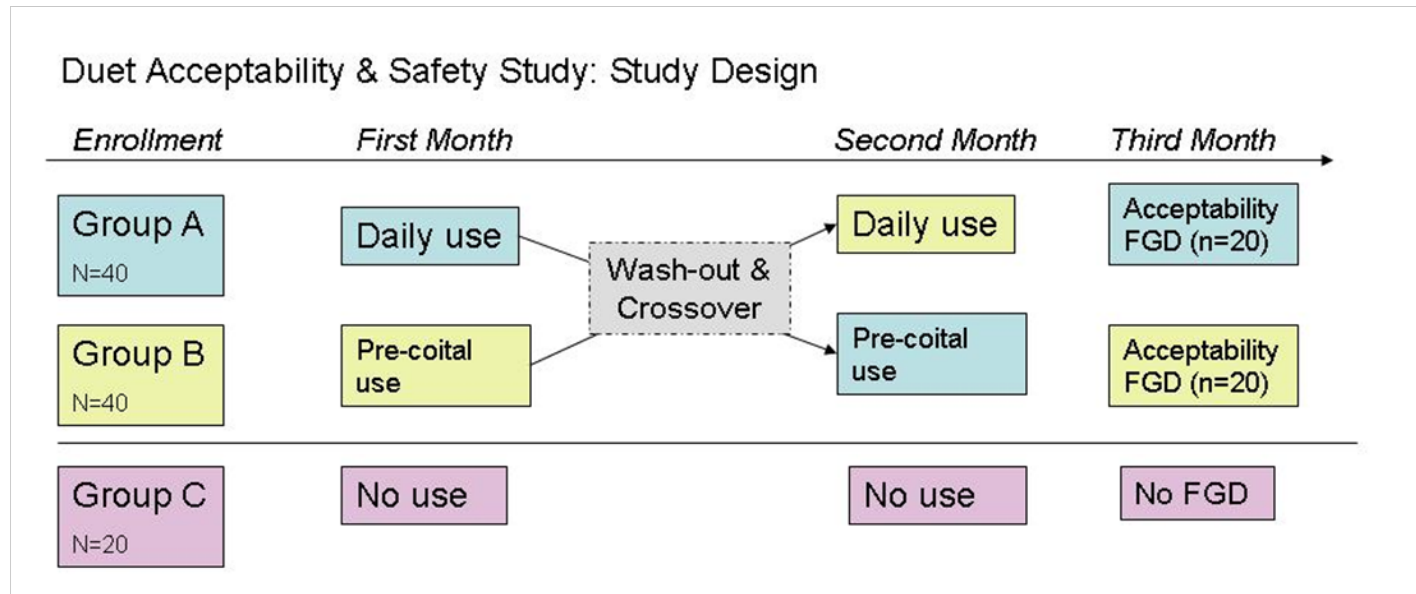 Duet Acceptability & Safety Study: Study Design
Enrollment First Month Second Month Third Month
Group A
N=40
Daily use
Wash-out &
Crossover
Daily use
Acceptability
FGD (n=20)
Group B
N=40
Pre-coital
use
Pre-coital
use
Acceptability
FGD (n=20)
Group C
N=20
No use
No use
No FGD